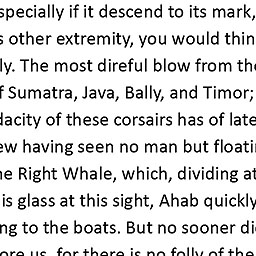 specially if it descend to its mark,
s other extremity, you would thin
ly. The most direful blow from the
f Sumatra, Java, Bally, and Timor;
dacity of these corsairs has of late
ew having seen no man but floati
he Right Whale, which, dividing at
is glass at this sight, Ahab quickly
ng to the boats. But no sooner di
ore us, for there is no folly of the